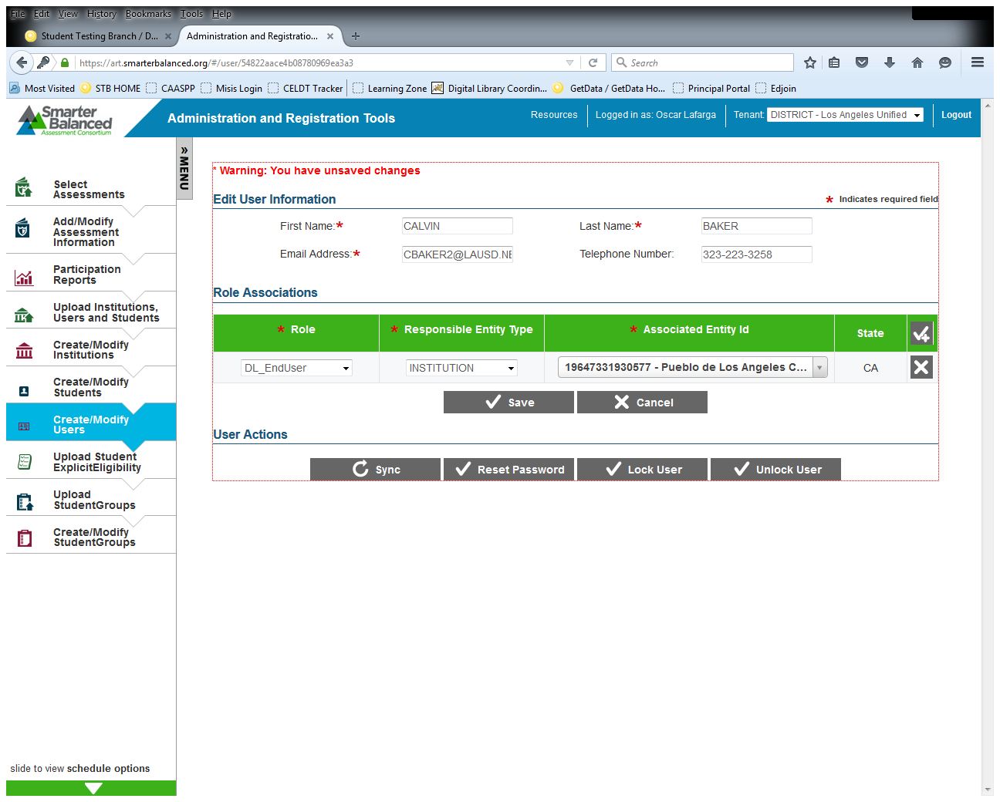 File Edit View History Bookmarks Tools Help
Student Testing Branch / D... × Administration and Registratio... × +
https://art.smarterbalanced.org/#/user/54822aace4b08780969ea3a3
Search
Most Visited STB HOME CAASPP Misis Login CELDT Tracker Learning Zone Digital Library Coordin... GetData / GetData Ho... Principal Portal Edjoin
Smarter
Balanced
Assessment Consortium
Administration and Registration Tools
Resources Logged in as: Oscar Lafarga Tenant: DISTRICT - Los Angeles Unified Logout
» MENU
Select
Assessments
Add/Modify
Assessment
Information
Participation
Reports
Upload Institutions,
Users and Students
Create/Modify
Institutions
Create/Modify
Students
Create/Modify
Users
Upload Student
ExplicitEligibility
Upload
StudentGroups
Create/Modify
StudentGroups
slide to view schedule options
* Warning: You have unsaved changes
Edit User Information * Indicates required field
First Name:* CALVIN Last Name:* BAKER
Email Address:* CBAKER2@LAUSD.NE Telephone Number: 323-223-3258
Role Associations
* Role * Responsible Entity Type * Associated Entity Id State
DL_EndUser INSTITUTION 19647331930577 - Pueblo de Los Angeles C... CA
Save Cancel
User Actions
Sync Reset Password Lock User Unlock User